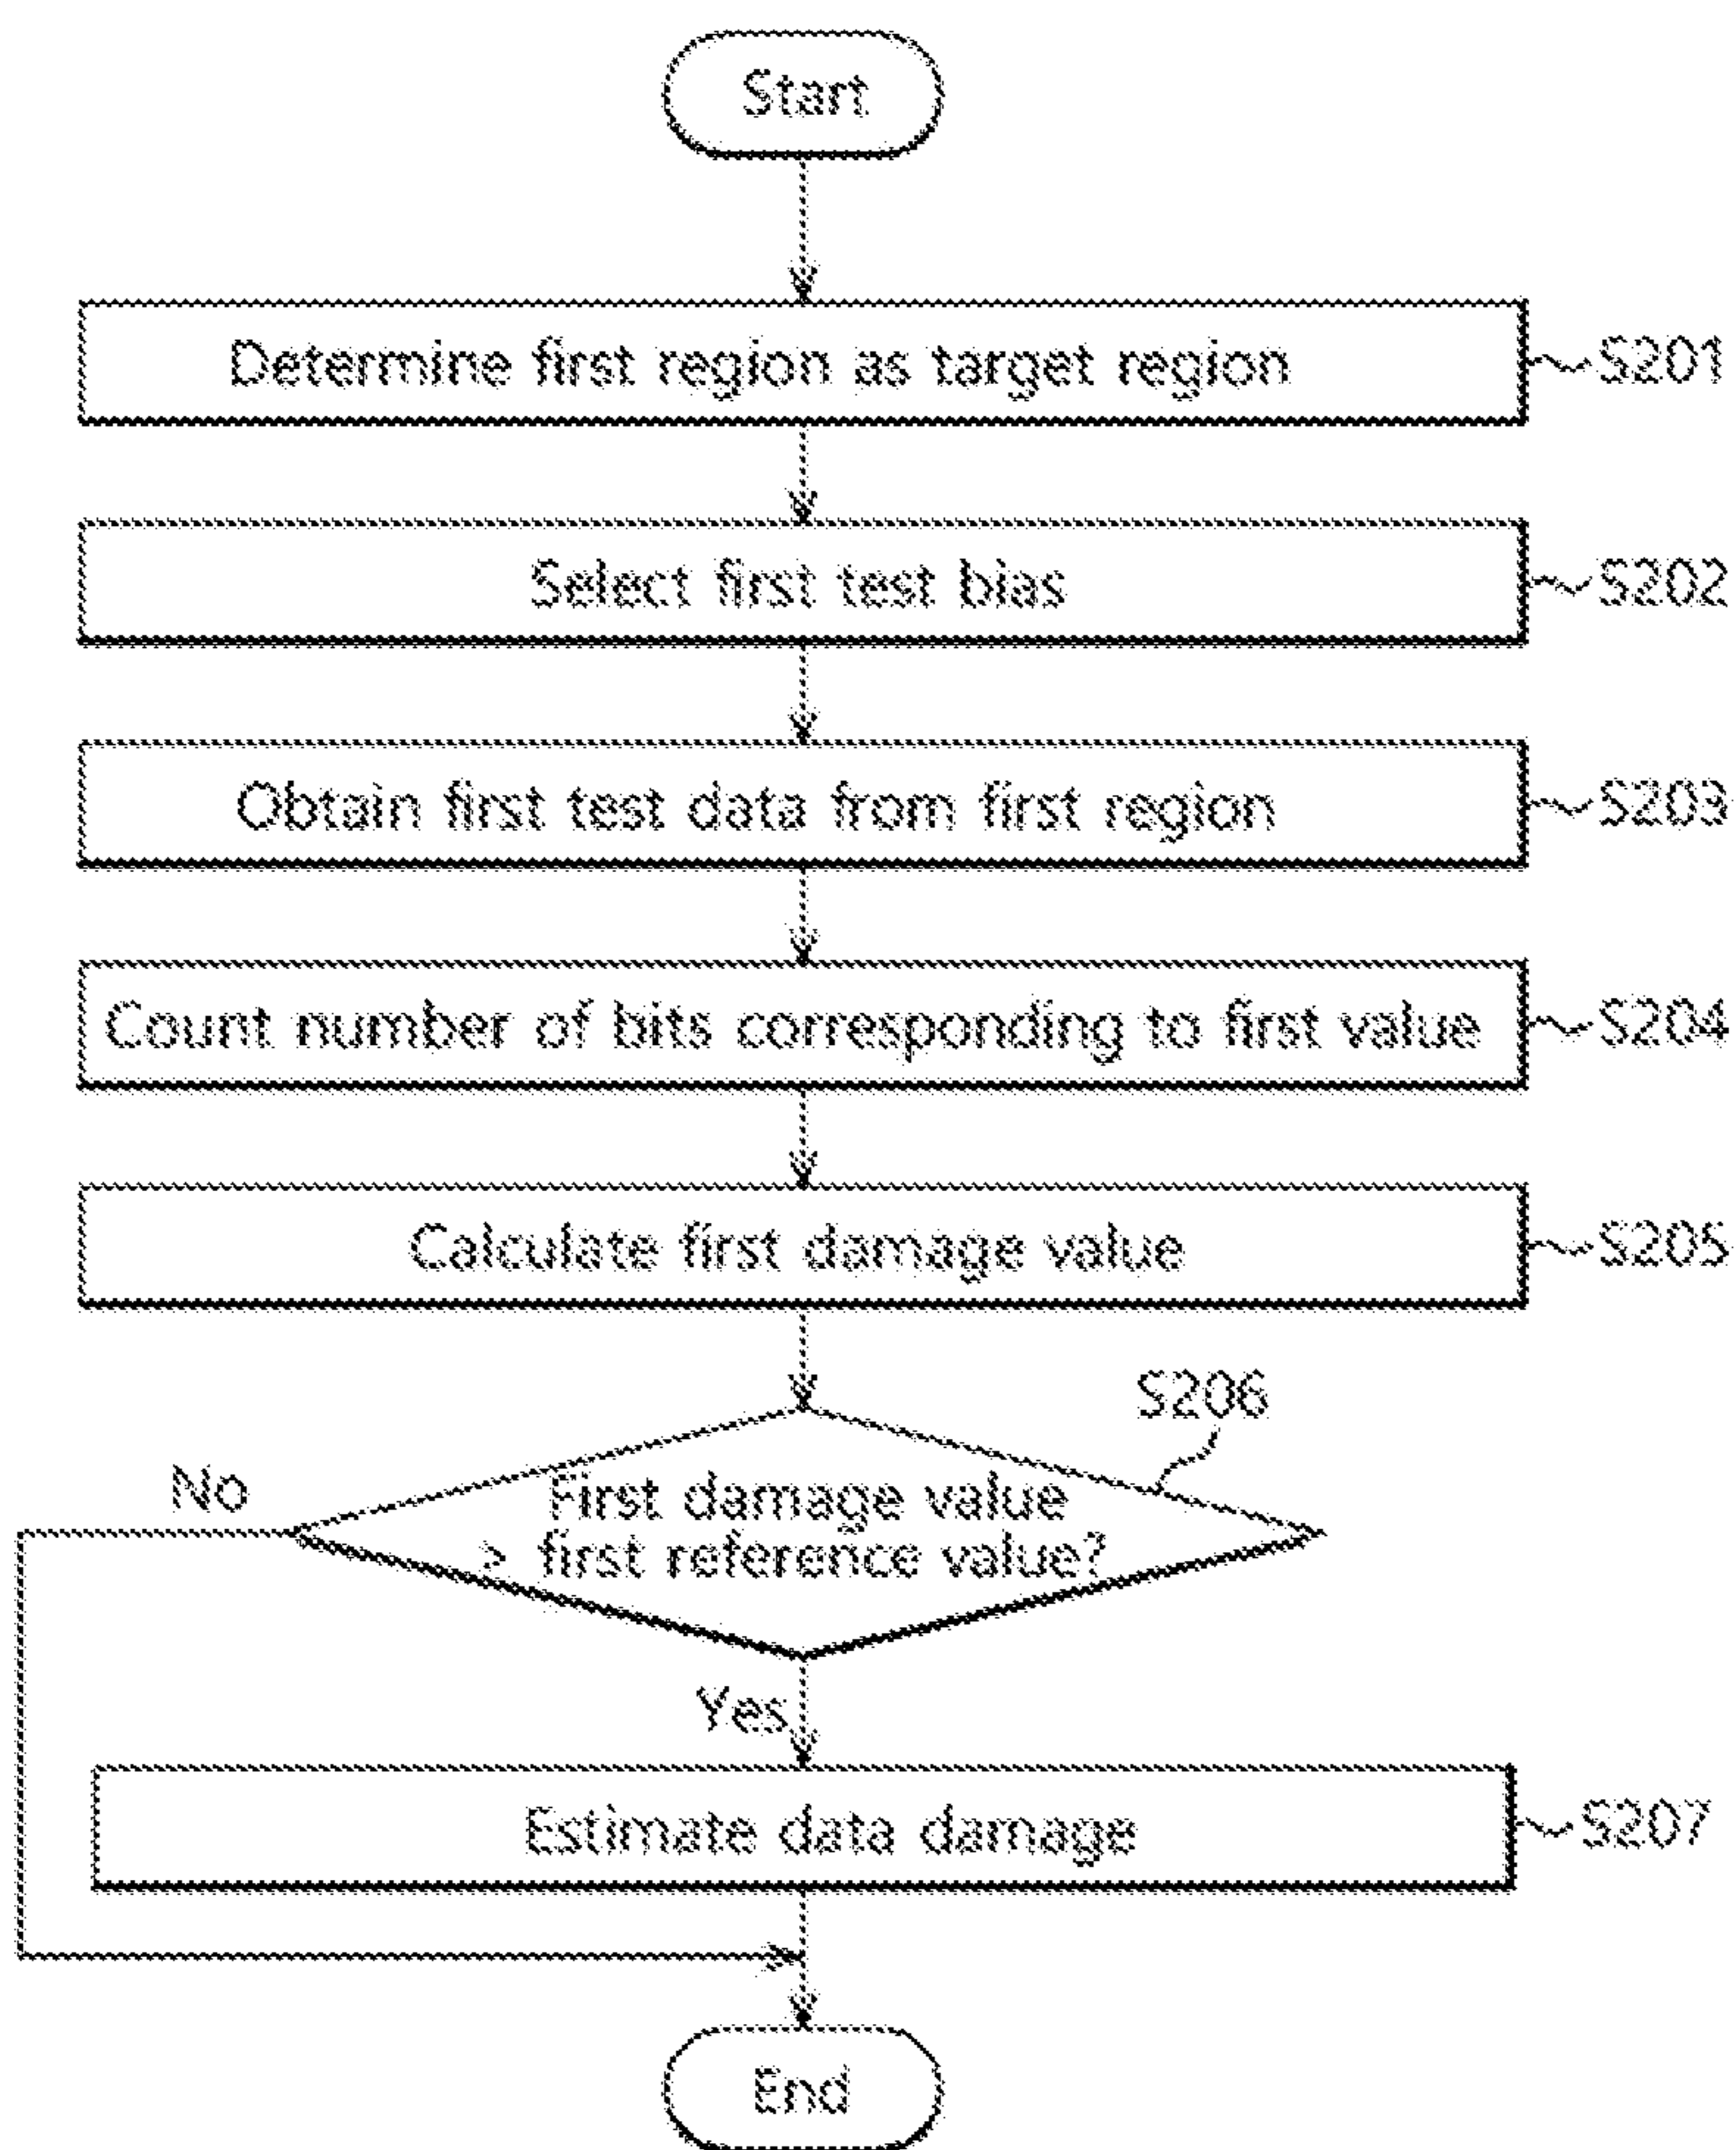 Start
Determine first region as target region
S201
Select first test bias
S202
Obtain first test data from first region
S203
Count number of bits corresponding to first value
S204
Calculate first damage value
S205
S206
No
First damage value
> first reference value?
Yes
Estimate data damage
S207
End